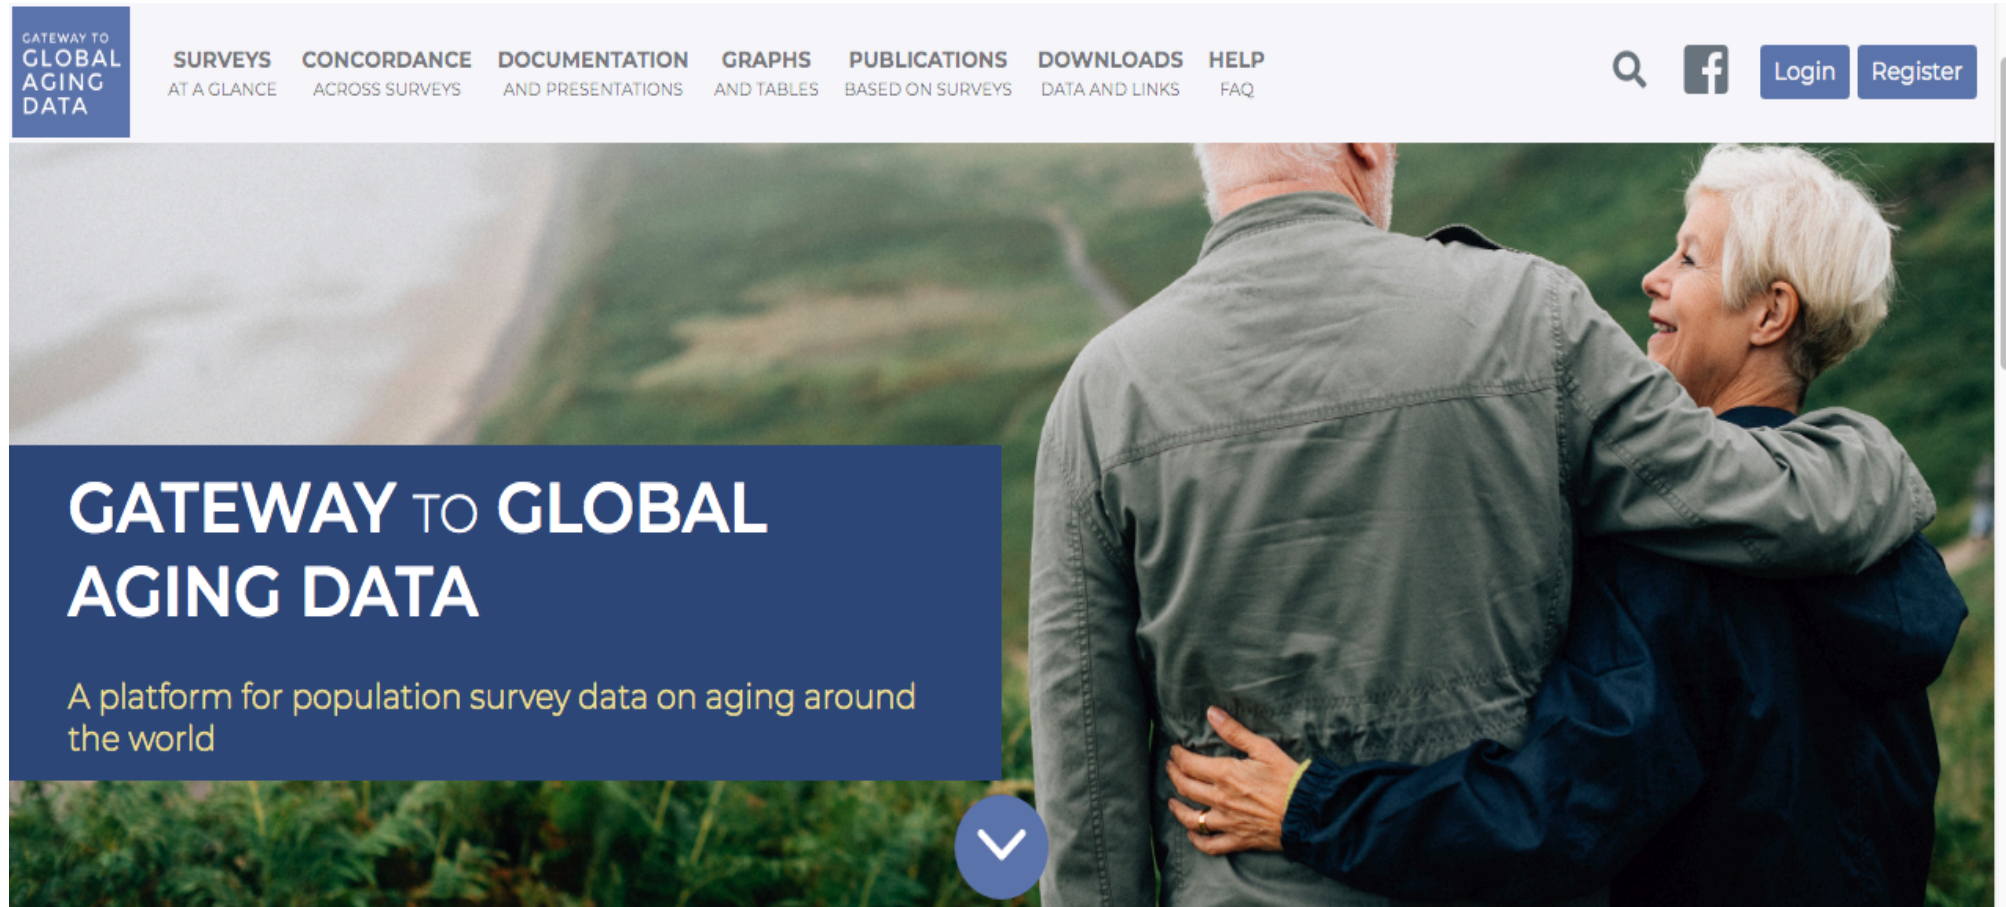 GATEWAY TO
GLOBAL
AGING
DATA
SURVEYS
AT A GLANCE
CONCORDANCE
ACROSS SURVEYS
DOCUMENTATION
AND PRESENTATIONS
GRAPHS
AND TABLES
PUBLICATIONS
BASED ON SURVEYS
DOWNLOADS
DATA AND LINKS
HELP
FAQ
Login
Register
GATEWAY TO GLOBAL
AGING DATA
A platform for population survey data on aging around
the world